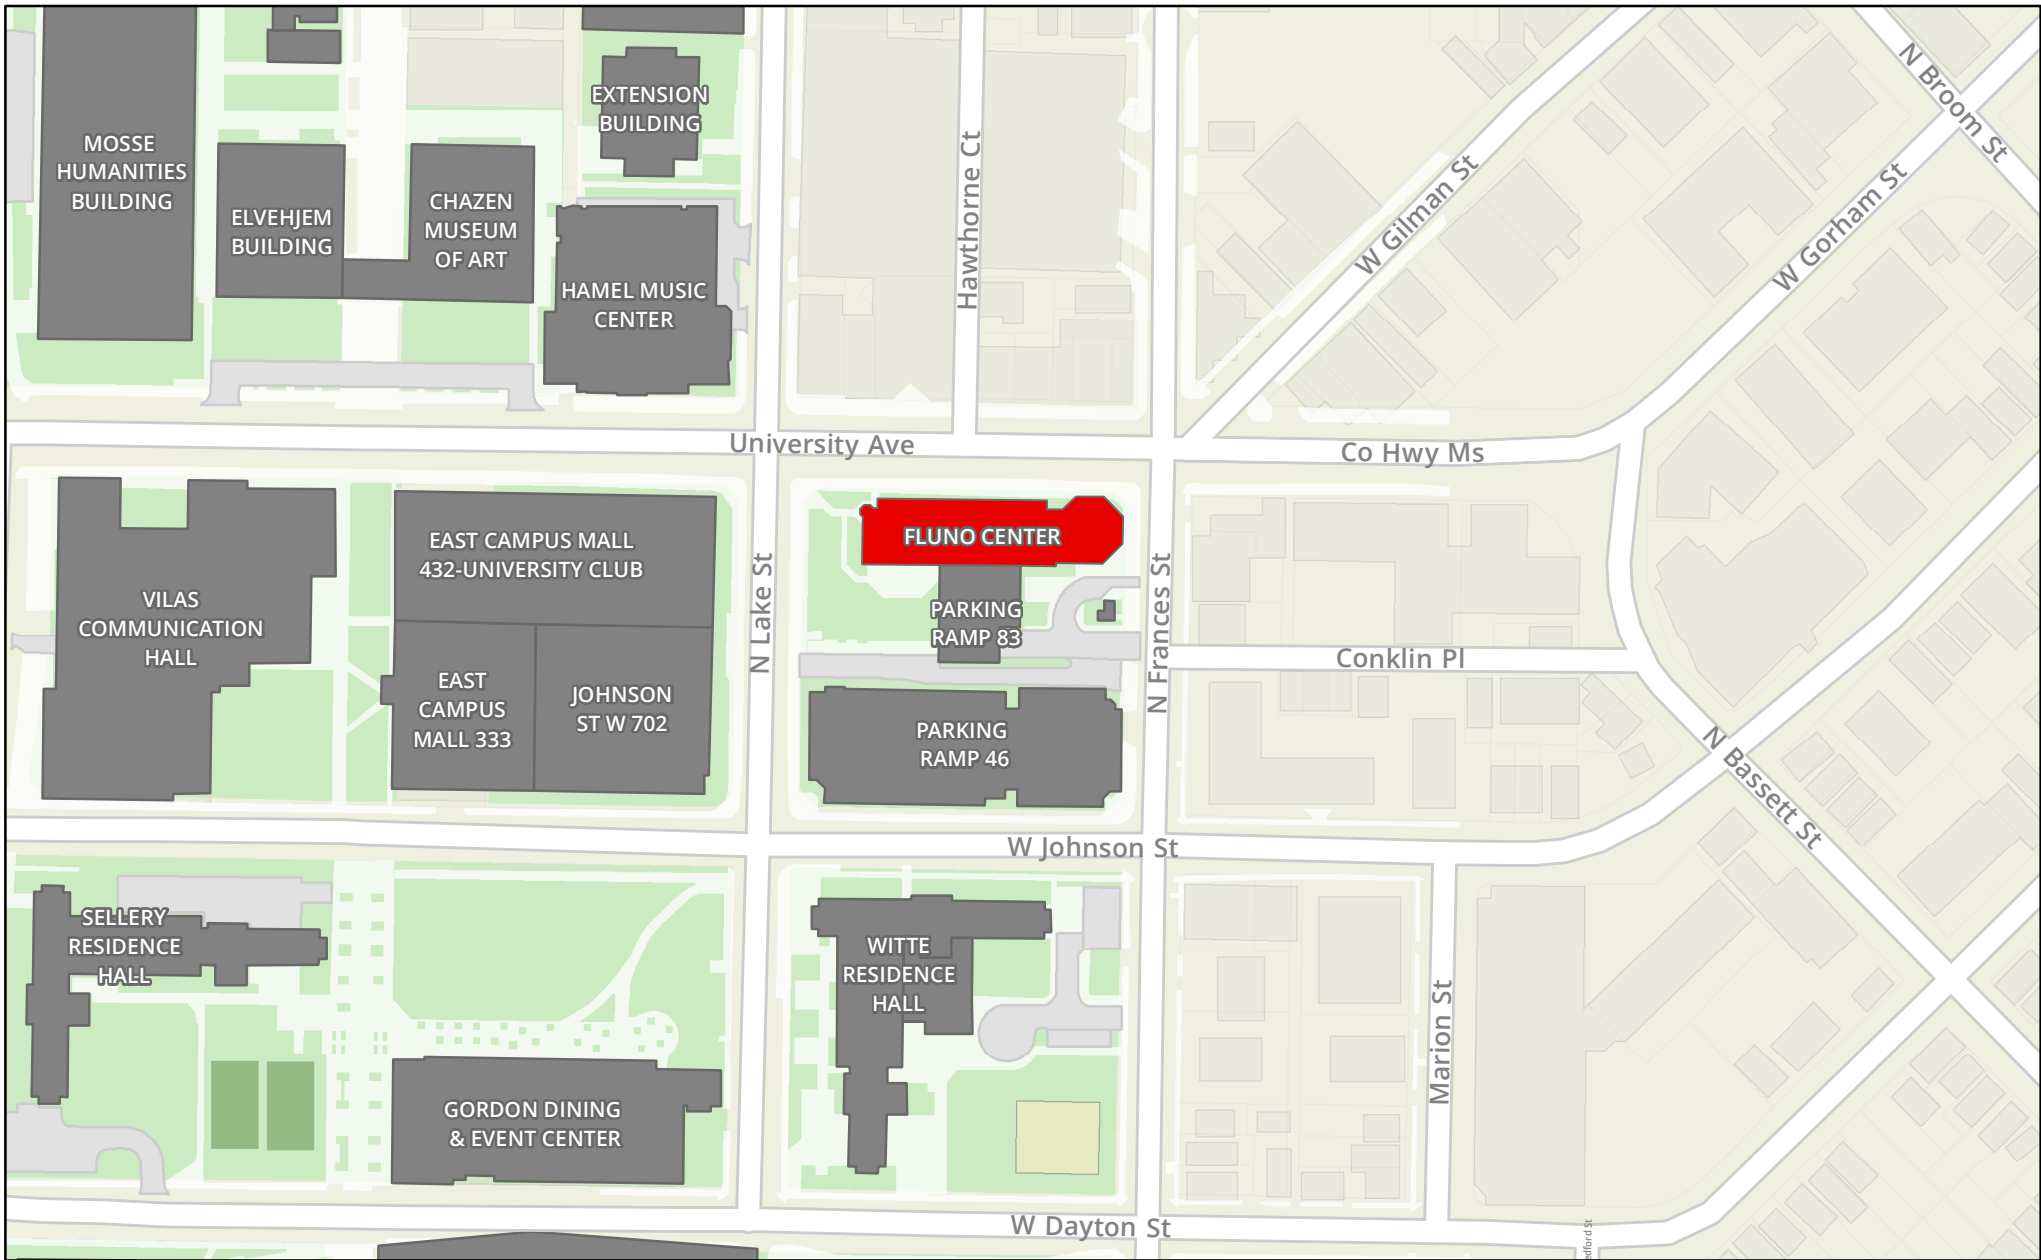 MOSSE
HUMANITIES
BUILDING
ELVEHJEM
BUILDING
CHAZEN
MUSEUM
OF ART
EXTENSION
BUILDING
HAMEL MUSIC
CENTER
Hawthorne Ct
W Gilman St
N Broom St
W Gorham St
University Ave
Co Hwy Ms
VILAS
COMMUNICATION
HALL
EAST CAMPUS MALL
432-UNIVERSITY CLUB
EAST
CAMPUS
MALL 333
JOHNSON
ST W 702
N Lake St
FLUNO CENTER
PARKING
RAMP 83
PARKING
RAMP 46
N Frances St
Conklin Pl
N Bassett St
W Johnson St
SELLERY
RESIDENCE
HALL
WITTE
RESIDENCE
HALL
Marion St
GORDON DINING
& EVENT CENTER
W Dayton St